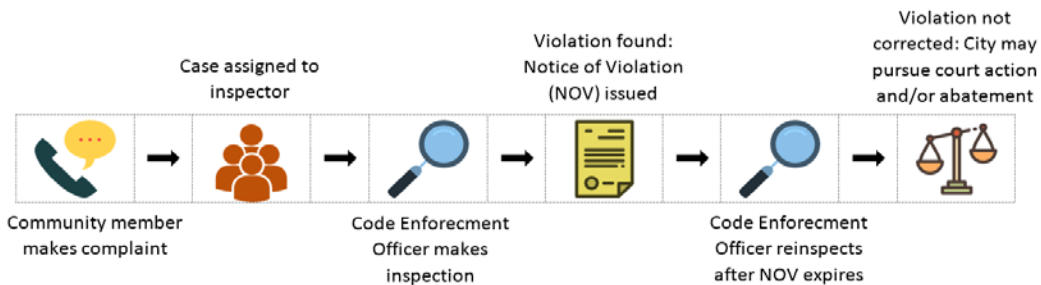 Community member
makes complaint
Case assigned to
inspector
Code Enforecment
Officer makes
inspection
Violation found:
Notice of Violation
(NOV) issued
Code Enforecment
Officer reinspects
after NOV expires
Violation not
corrected: City may
pursue court action
and/or abatement